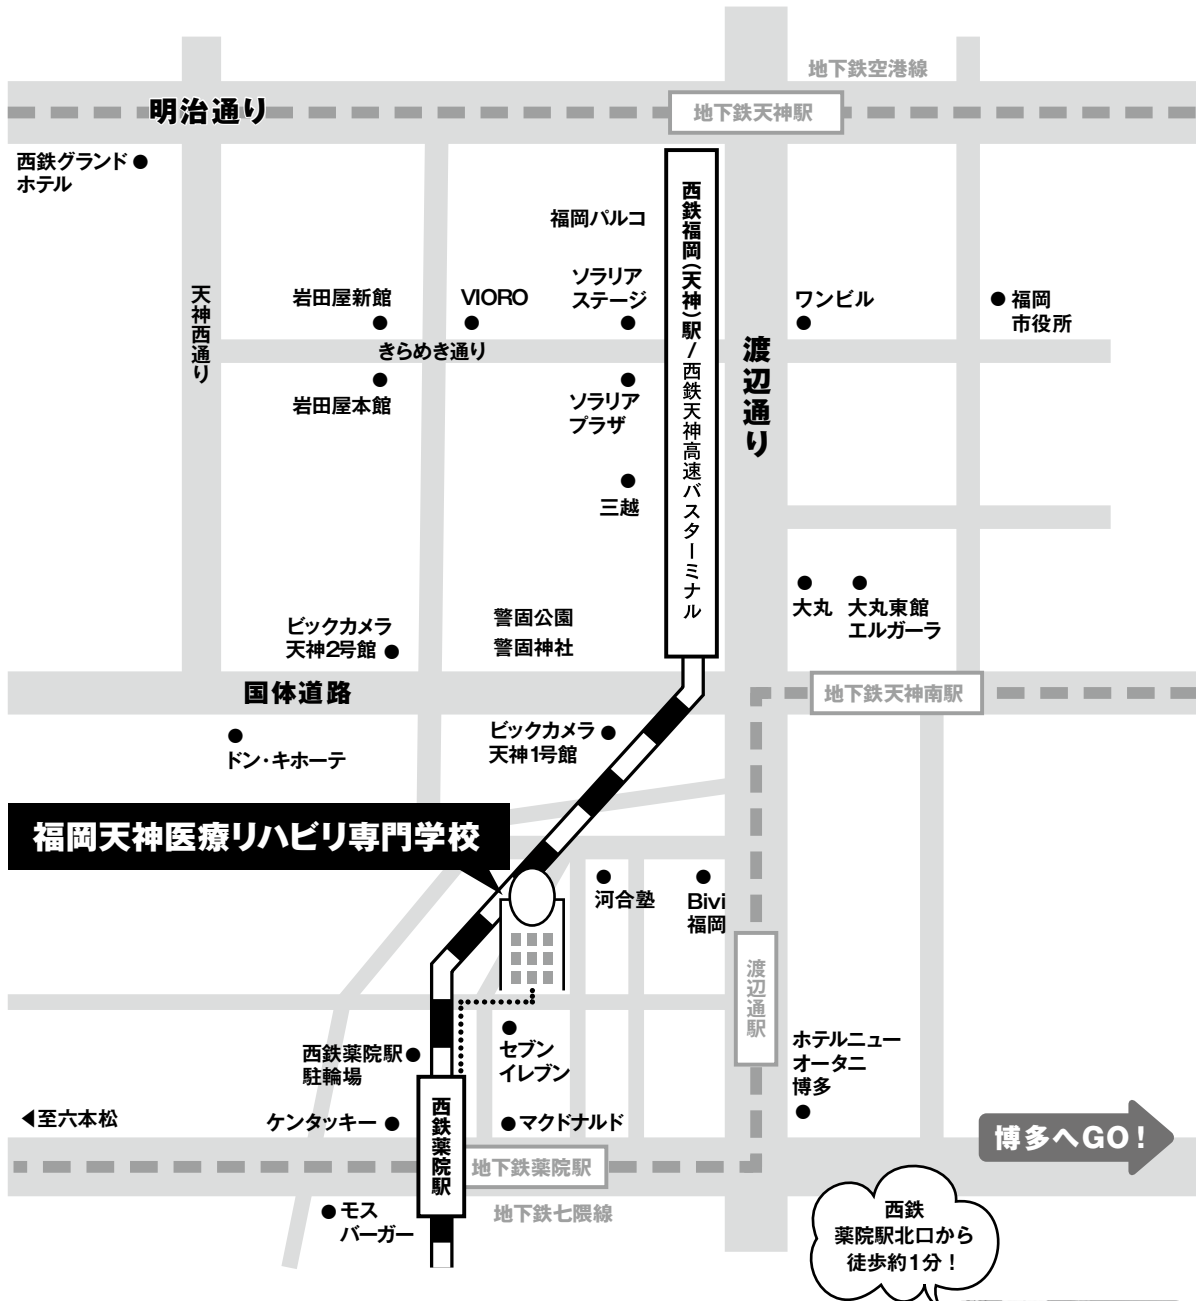 地下鉄空港線
明治通り
地下鉄天神駅
西鉄グランド
ホテル
西鉄福岡(天神)駅/西鉄天神高速バスターミナル
福岡パルコ
天神西通り
岩田屋新館
VIORO
ソラリア
ステージ
ワンビル
福岡
市役所
きらめき通り
渡辺通り
岩田屋本館
ソラリア
プラザ
三越
大丸
大丸東館
エルガーラ
ビックカメラ
天神2号館
警固公園
警固神社
国体道路
地下鉄天神南駅
ドン・キホーテ
ビックカメラ
天神1号館
福岡天神医療リハビリ専門学校
河合塾
Bivi
福岡
渡辺通駅
西鉄薬院駅
駐輪場
セブン
イレブン
ホテルニュー
オータニ
博多
◀至六本松
ケンタッキー
西鉄薬院駅
マクドナルド
博多へGO!
地下鉄薬院駅
モス
バーガー
地下鉄七隈線
西鉄
薬院駅北口から
徒歩約1分!